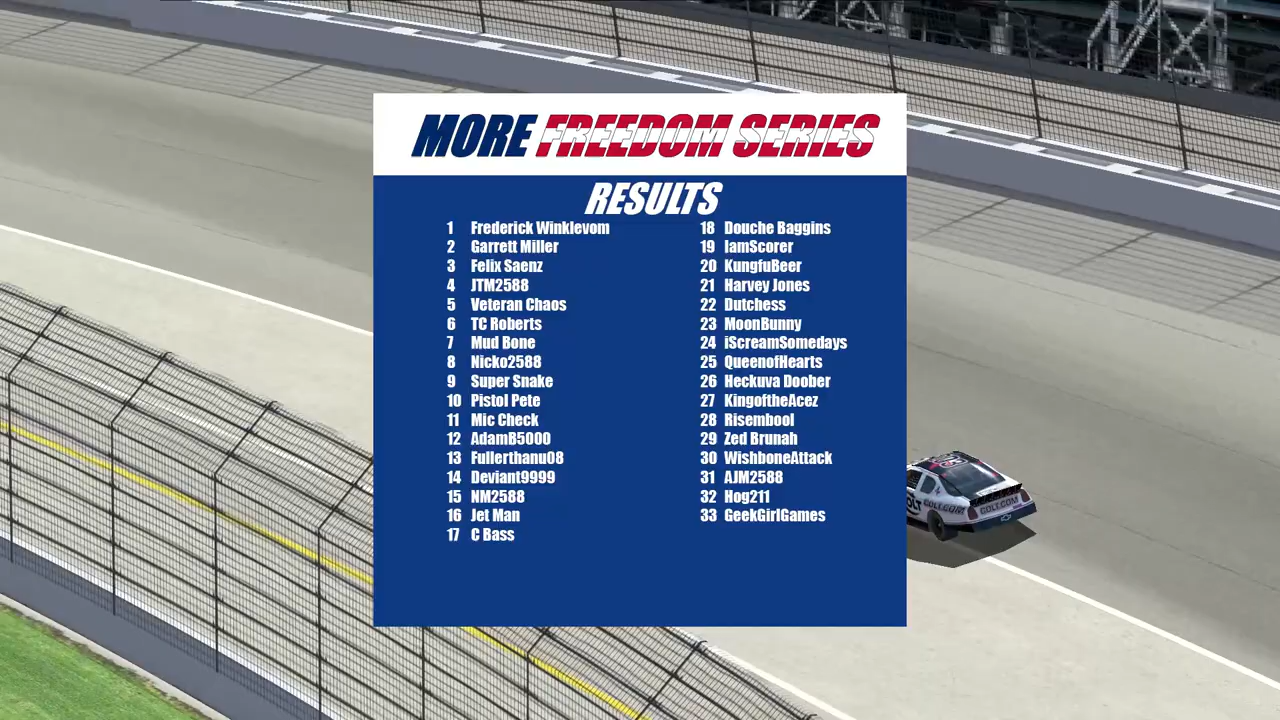 MORE FREEDOM SERIES
RESULTS
1 Frederick Winklevom
2 Garrett Miller
3 Felix Saenz
4 JTM2588
5 Veteran Chaos
6 TC Roberts
7 Mud Bone
8 Nicko2588
9 Super Snake
10 Pistol Pete
11 Mic Check
12 AdamB5000
13 Fullerthanu08
14 Deviant9999
15 NM2588
16 Jet Man
17 C Bass
18 Douche Baggins
19 IamScorer
20 KungfuBeer
21 Harvey Jones
22 Dutchess
23 MoonBunny
24 iScreamSomedays
25 QueenofHearts
26 Heckuva Doober
27 KingoftheAcez
28 Risembool
29 Zed Brunah
30 WishboneAttack
31 AJM2588
32 Hog211
33 GeekGirlGames